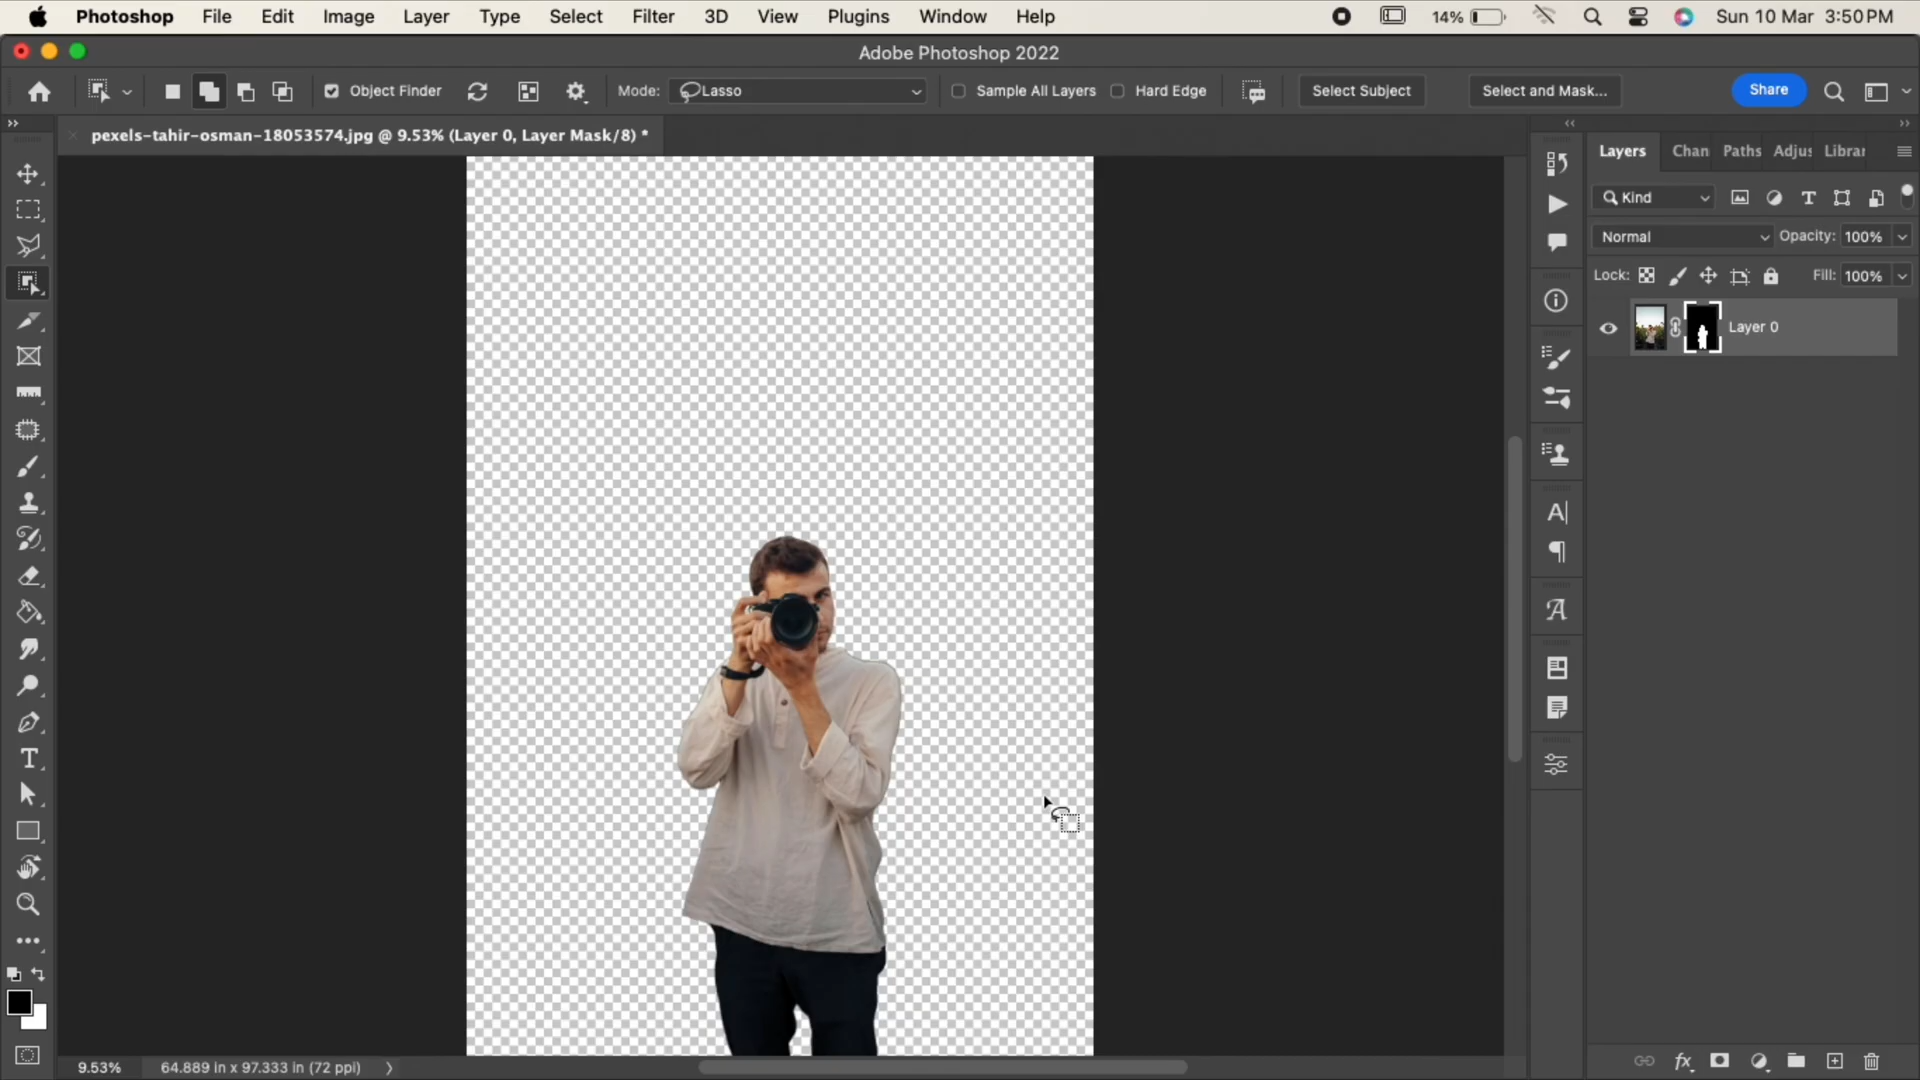 Photoshop File Edit Image Layer Type Select Filter 3D View Plugins Window Help 14% Sun 10 Mar 3:50 PM
Adobe Photoshop 2022
Object Finder Mode: Lasso Sample All Layers Hard Edge Select Subject Select and Mask... Share
pexels-tahir-osman-18053574.jpg @ 9.53% (Layer 0, Layer Mask/8) *
Layers Chan Paths Adjus Librar
Kind
Normal Opacity: 100%
Lock: Fill: 100%
Layer 0
9.53% 64.889 in x 97.333 in (72 ppi)